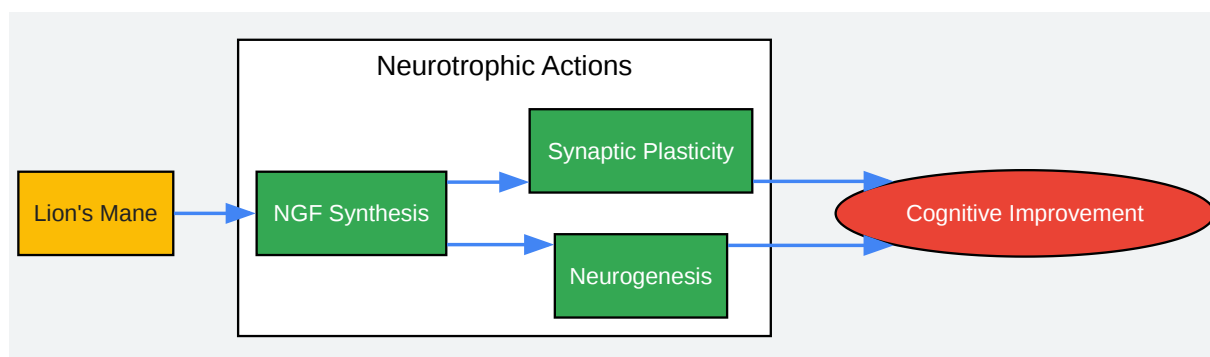 Neurotrophic Actions
Lion's Mane
NGF Synthesis
Synaptic Plasticity
Neurogenesis
Cognitive Improvement